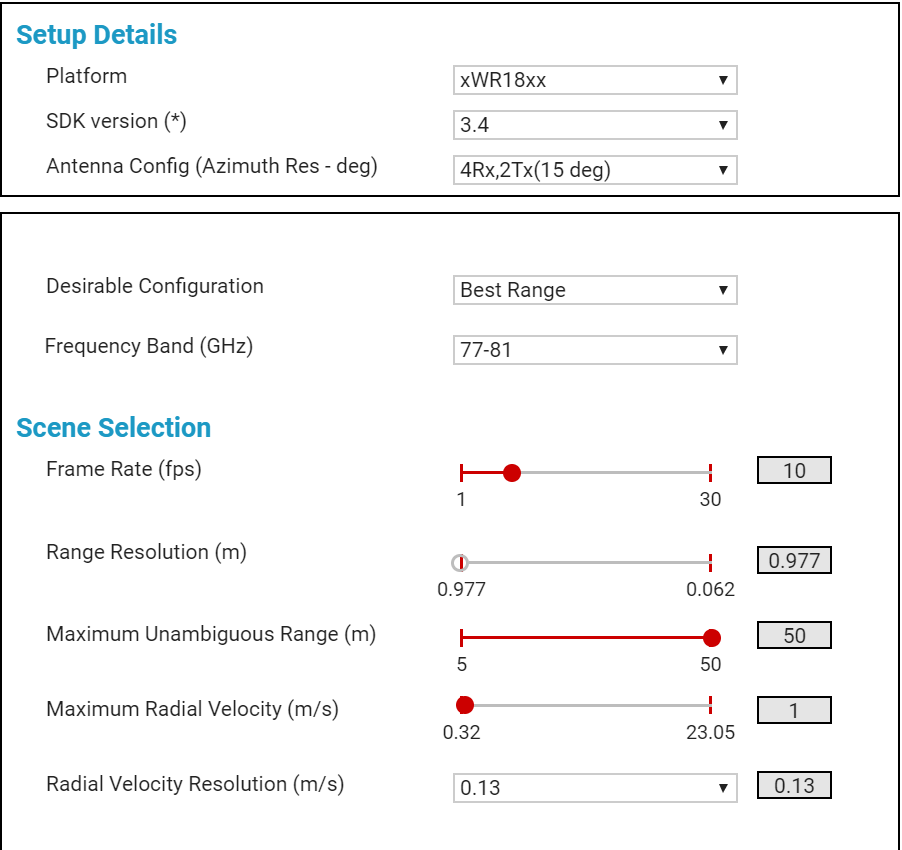 Setup Details
Platform xWR18xx
SDK version (*) 3.4
Antenna Config (Azimuth Res - deg) 4Rx,2Tx(15 deg)
Desirable Configuration Best Range
Frequency Band (GHz) 77-81
Scene Selection
Frame Rate (fps) 10
1 30
Range Resolution (m) 0.977
0.977 0.062
Maximum Unambiguous Range (m) 50
5 50
Maximum Radial Velocity (m/s) 1
0.32 23.05
Radial Velocity Resolution (m/s) 0.13 0.13